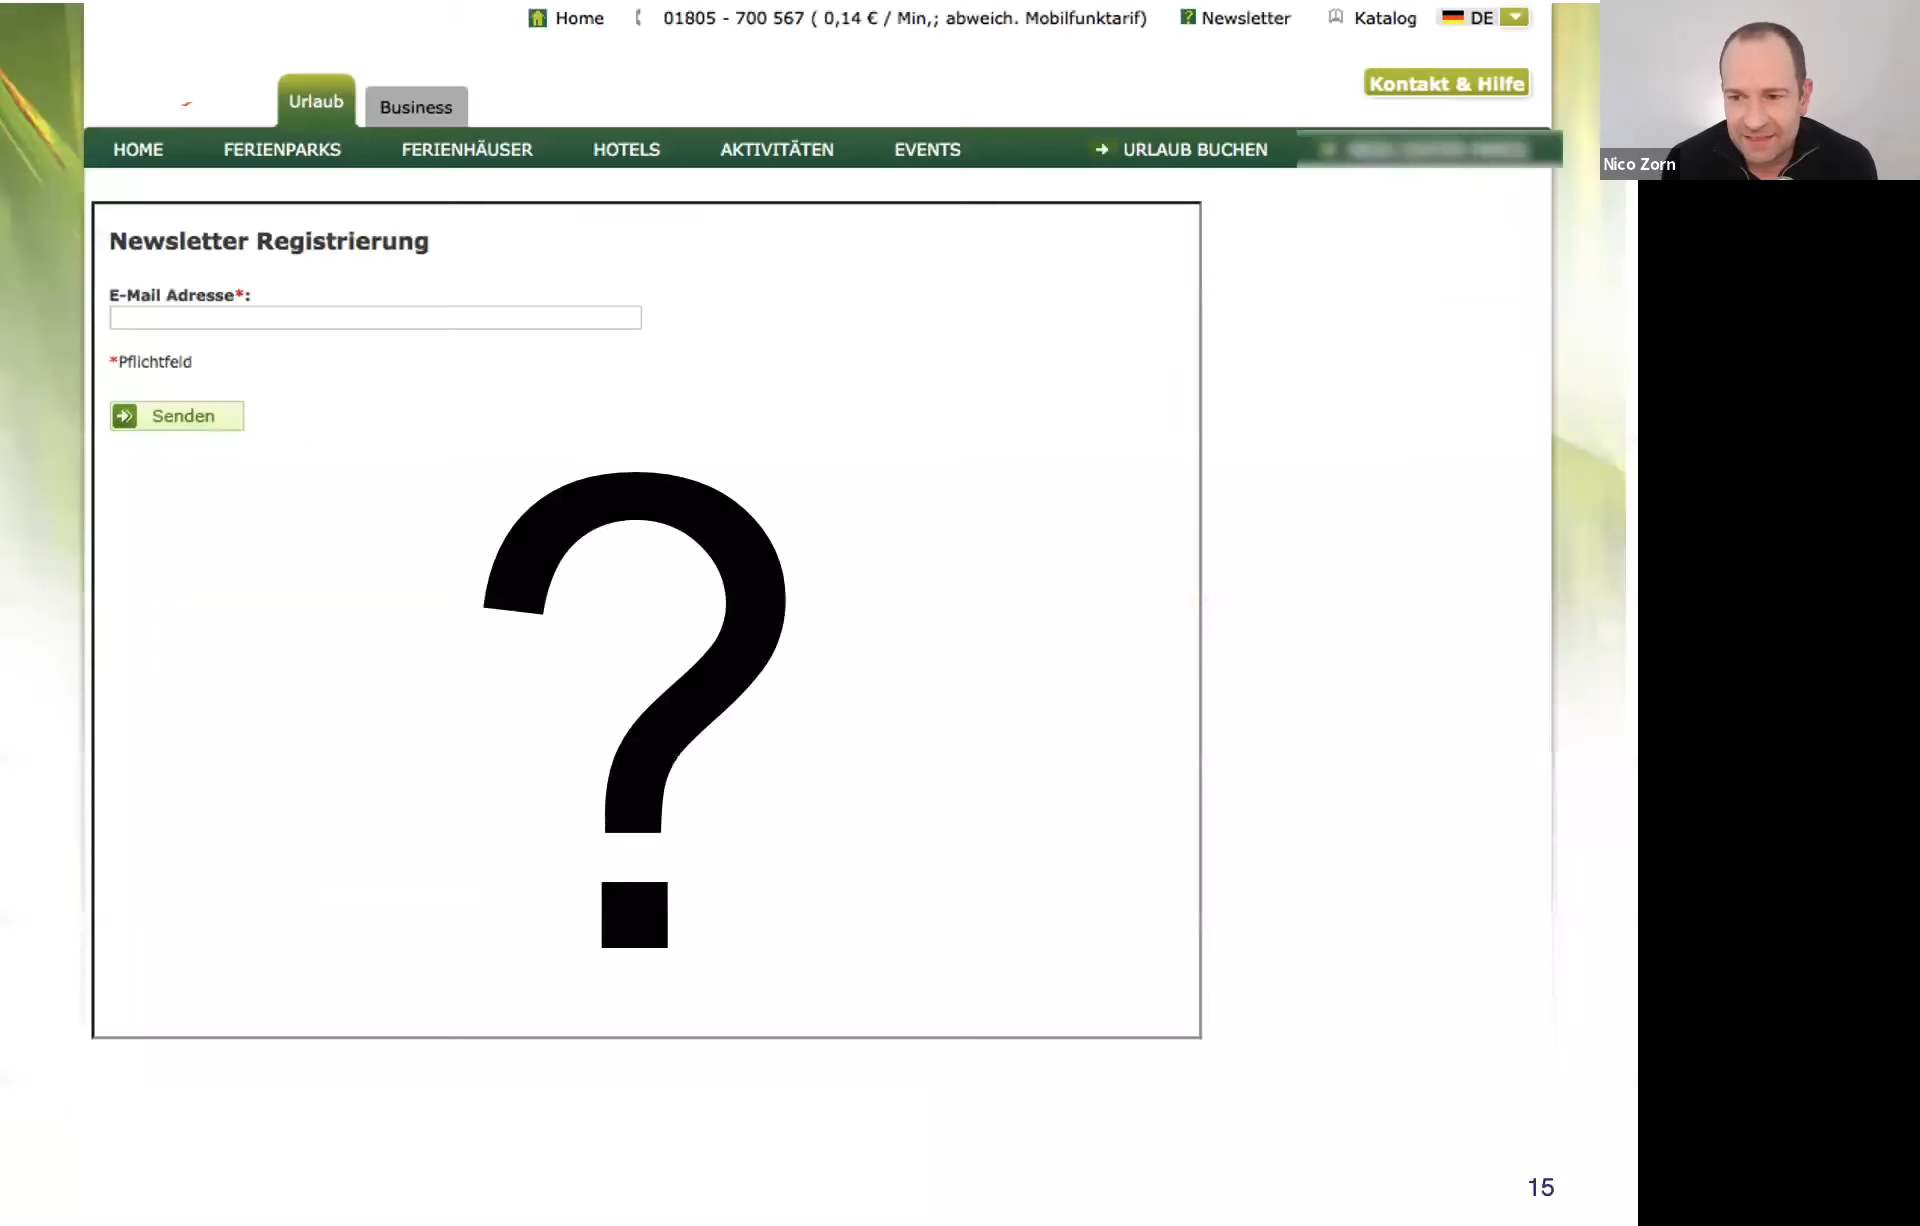 Home 01805 - 700 567 ( 0,14 € / Min,; abweich. Mobilfunktarif) Newsletter Katalog DE
Kontakt & Hilfe
Urlaub Business
HOME FERIENPARKS FERIENHÄUSER HOTELS AKTIVITÄTEN EVENTS URLAUB BUCHEN
Nico Zorn
Newsletter Registrierung
E-Mail Adresse*:
*Pflichtfeld
Senden
?
15